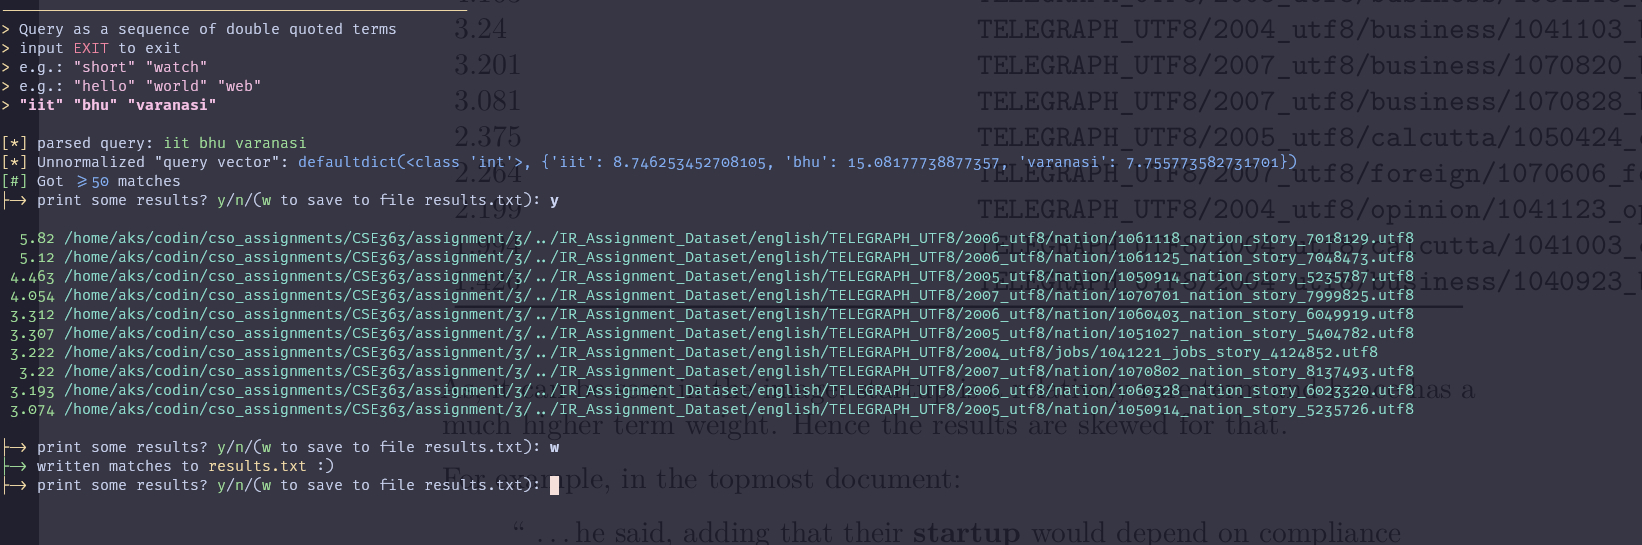 > Query as a sequence of double quoted terms
> input EXIT to exit
> e.g.: "short" "watch"
> e.g.: "hello" "world" "web"
> "iit" "bhu" "varanasi"
[*] parsed query: iit bhu varanasi
[*] Unnormalized "query vector": defaultdict(<class 'int'>, {'iit': 8.746253452708105, 'bhu': 15.08177738877357, 'varanasi': 7.755773582731701})
[#] Got ≥50 matches
├─→ print some results? y/n/(w to save to file results.txt): y
5.82 /home/aks/codin/cso_assignments/CSE363/assignment/3/../IR_Assignment_Dataset/english/TELEGRAPH_UTF8/2006_utf8/nation/1061118_nation_story_7018129.utf8
5.12 /home/aks/codin/cso_assignments/CSE363/assignment/3/../IR_Assignment_Dataset/english/TELEGRAPH_UTF8/2006_utf8/nation/1061125_nation_story_7048473.utf8
4.463 /home/aks/codin/cso_assignments/CSE363/assignment/3/../IR_Assignment_Dataset/english/TELEGRAPH_UTF8/2005_utf8/nation/1050914_nation_story_5235787.utf8
4.054 /home/aks/codin/cso_assignments/CSE363/assignment/3/../IR_Assignment_Dataset/english/TELEGRAPH_UTF8/2007_utf8/nation/1070701_nation_story_7999825.utf8
3.312 /home/aks/codin/cso_assignments/CSE363/assignment/3/../IR_Assignment_Dataset/english/TELEGRAPH_UTF8/2006_utf8/nation/1060403_nation_story_6049919.utf8
3.307 /home/aks/codin/cso_assignments/CSE363/assignment/3/../IR_Assignment_Dataset/english/TELEGRAPH_UTF8/2005_utf8/nation/1051027_nation_story_5404782.utf8
3.222 /home/aks/codin/cso_assignments/CSE363/assignment/3/../IR_Assignment_Dataset/english/TELEGRAPH_UTF8/2004_utf8/jobs/1041221_jobs_story_4124852.utf8
3.22 /home/aks/codin/cso_assignments/CSE363/assignment/3/../IR_Assignment_Dataset/english/TELEGRAPH_UTF8/2007_utf8/nation/1070802_nation_story_8137493.utf8
3.193 /home/aks/codin/cso_assignments/CSE363/assignment/3/../IR_Assignment_Dataset/english/TELEGRAPH_UTF8/2006_utf8/nation/1060328_nation_story_6023320.utf8
3.074 /home/aks/codin/cso_assignments/CSE363/assignment/3/../IR_Assignment_Dataset/english/TELEGRAPH_UTF8/2005_utf8/nation/1050914_nation_story_5235726.utf8
├─→ print some results? y/n/(w to save to file results.txt): w
├─→ written matches to results.txt :)
├─→ print some results? y/n/(w to save to file results.txt):
3.24 TELEGRAPH_UTF8/2004_utf8/business/1041103_
3.201 TELEGRAPH_UTF8/2007_utf8/business/1070820_
3.081 TELEGRAPH_UTF8/2007_utf8/business/1070828_
2.375 TELEGRAPH_UTF8/2005_utf8/calcutta/1050424_
2.264 TELEGRAPH_UTF8/2007_utf8/foreign/1070606_
2.199 TELEGRAPH_UTF8/2004_utf8/opinion/1041123_
much higher term weight. Hence the results are skewed for that.
For example, in the topmost document:
“ ...he said, adding that their startup would depend on compliance